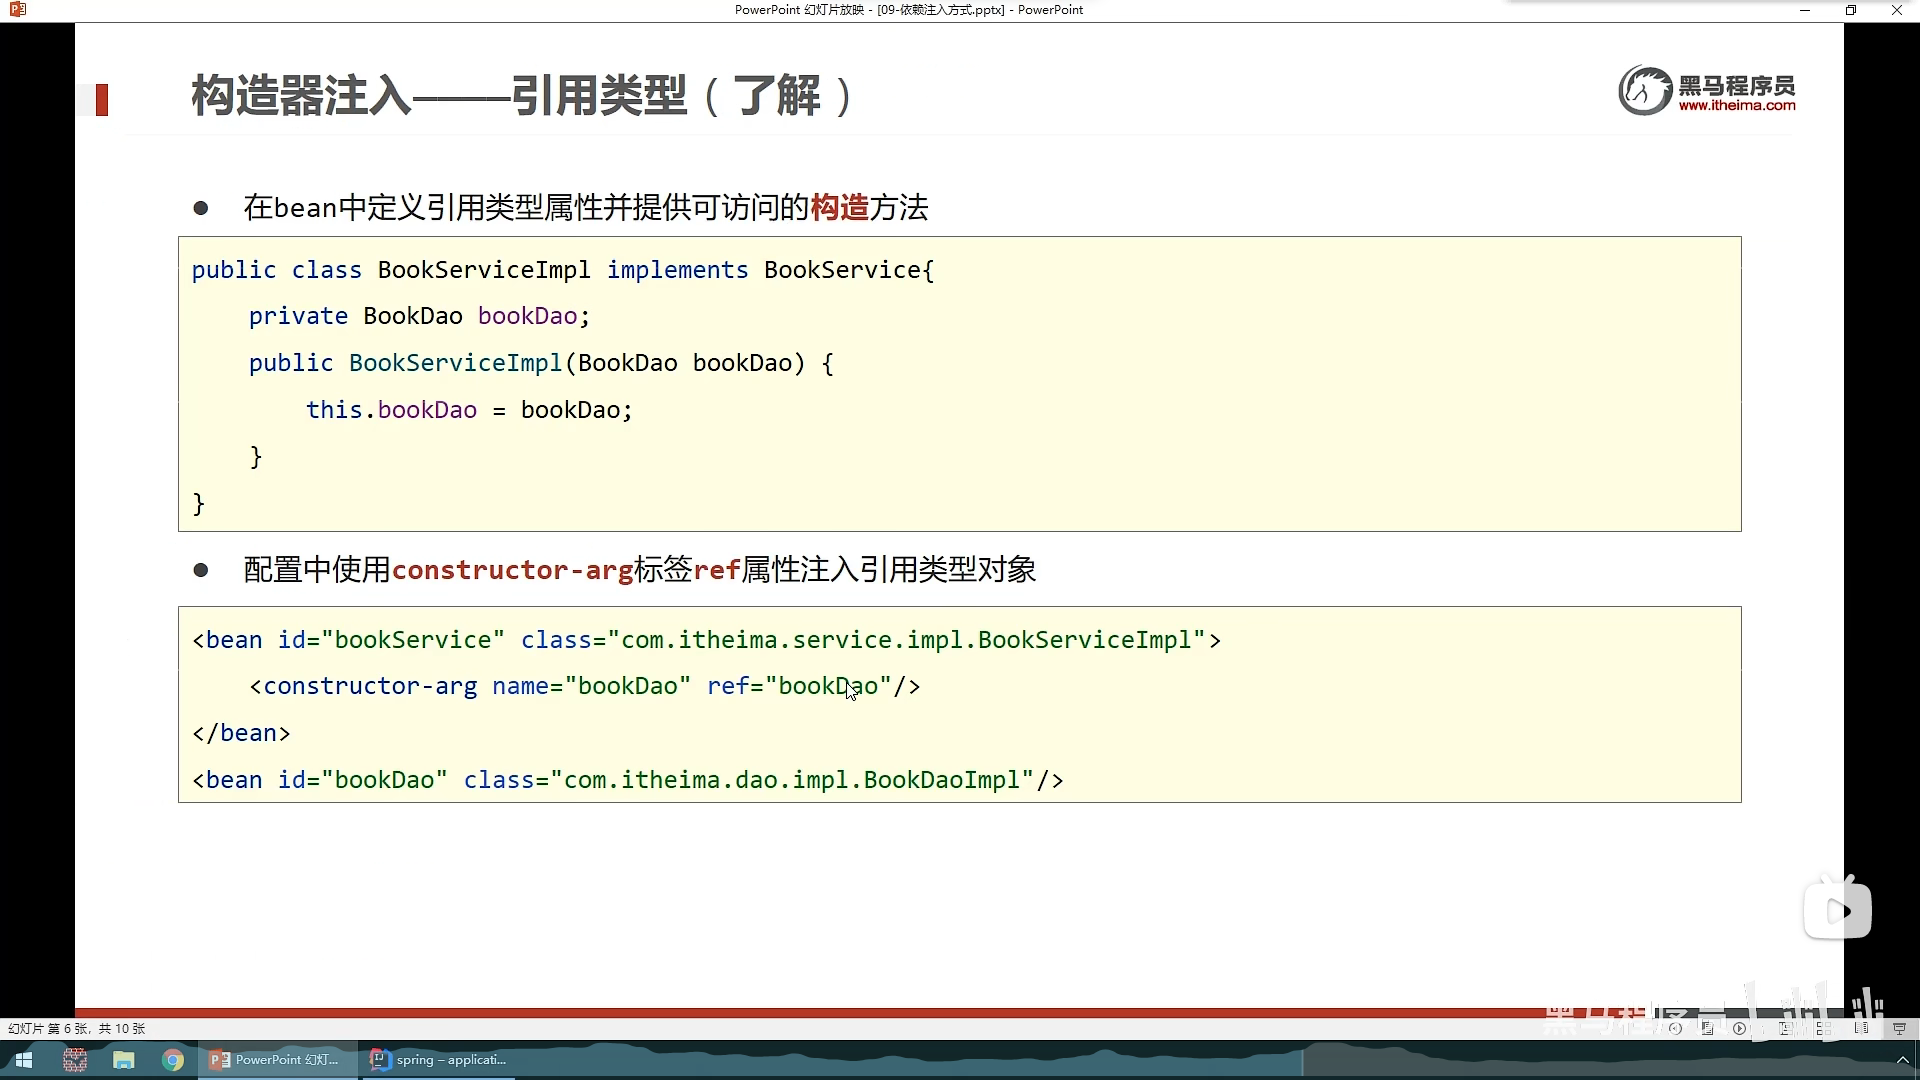 PowerPoint 幻灯片放映 - [09-依赖注入方式.pptx] - PowerPoint
构造器注入——引用类型（了解）
黑马程序员
www.itheima.com
在bean中定义引用类型属性并提供可访问的构造方法
public class BookServiceImpl implements BookService{
    private BookDao bookDao;
    public BookServiceImpl(BookDao bookDao) {
        this.bookDao = bookDao;
    }
}
配置中使用constructor-arg标签ref属性注入引用类型对象
<bean id="bookService" class="com.itheima.service.impl.BookServiceImpl">
    <constructor-arg name="bookDao" ref="bookDao"/>
</bean>
<bean id="bookDao" class="com.itheima.dao.impl.BookDaoImpl"/>
黑马程序员
幻灯片 第 6 张，共 10 张
PowerPoint 幻灯...
spring – applicati...